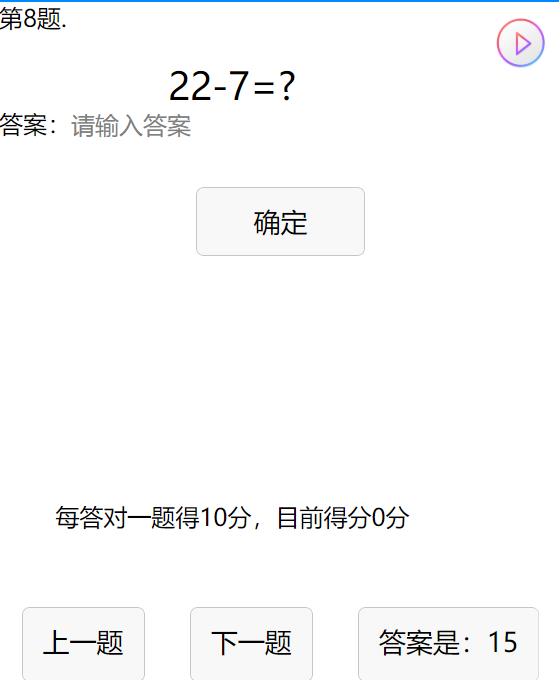 第8题.
22-7=?
答案：请输入答案
确定
每答对一题得10分，目前得分0分
上一题 下一题 答案是：15